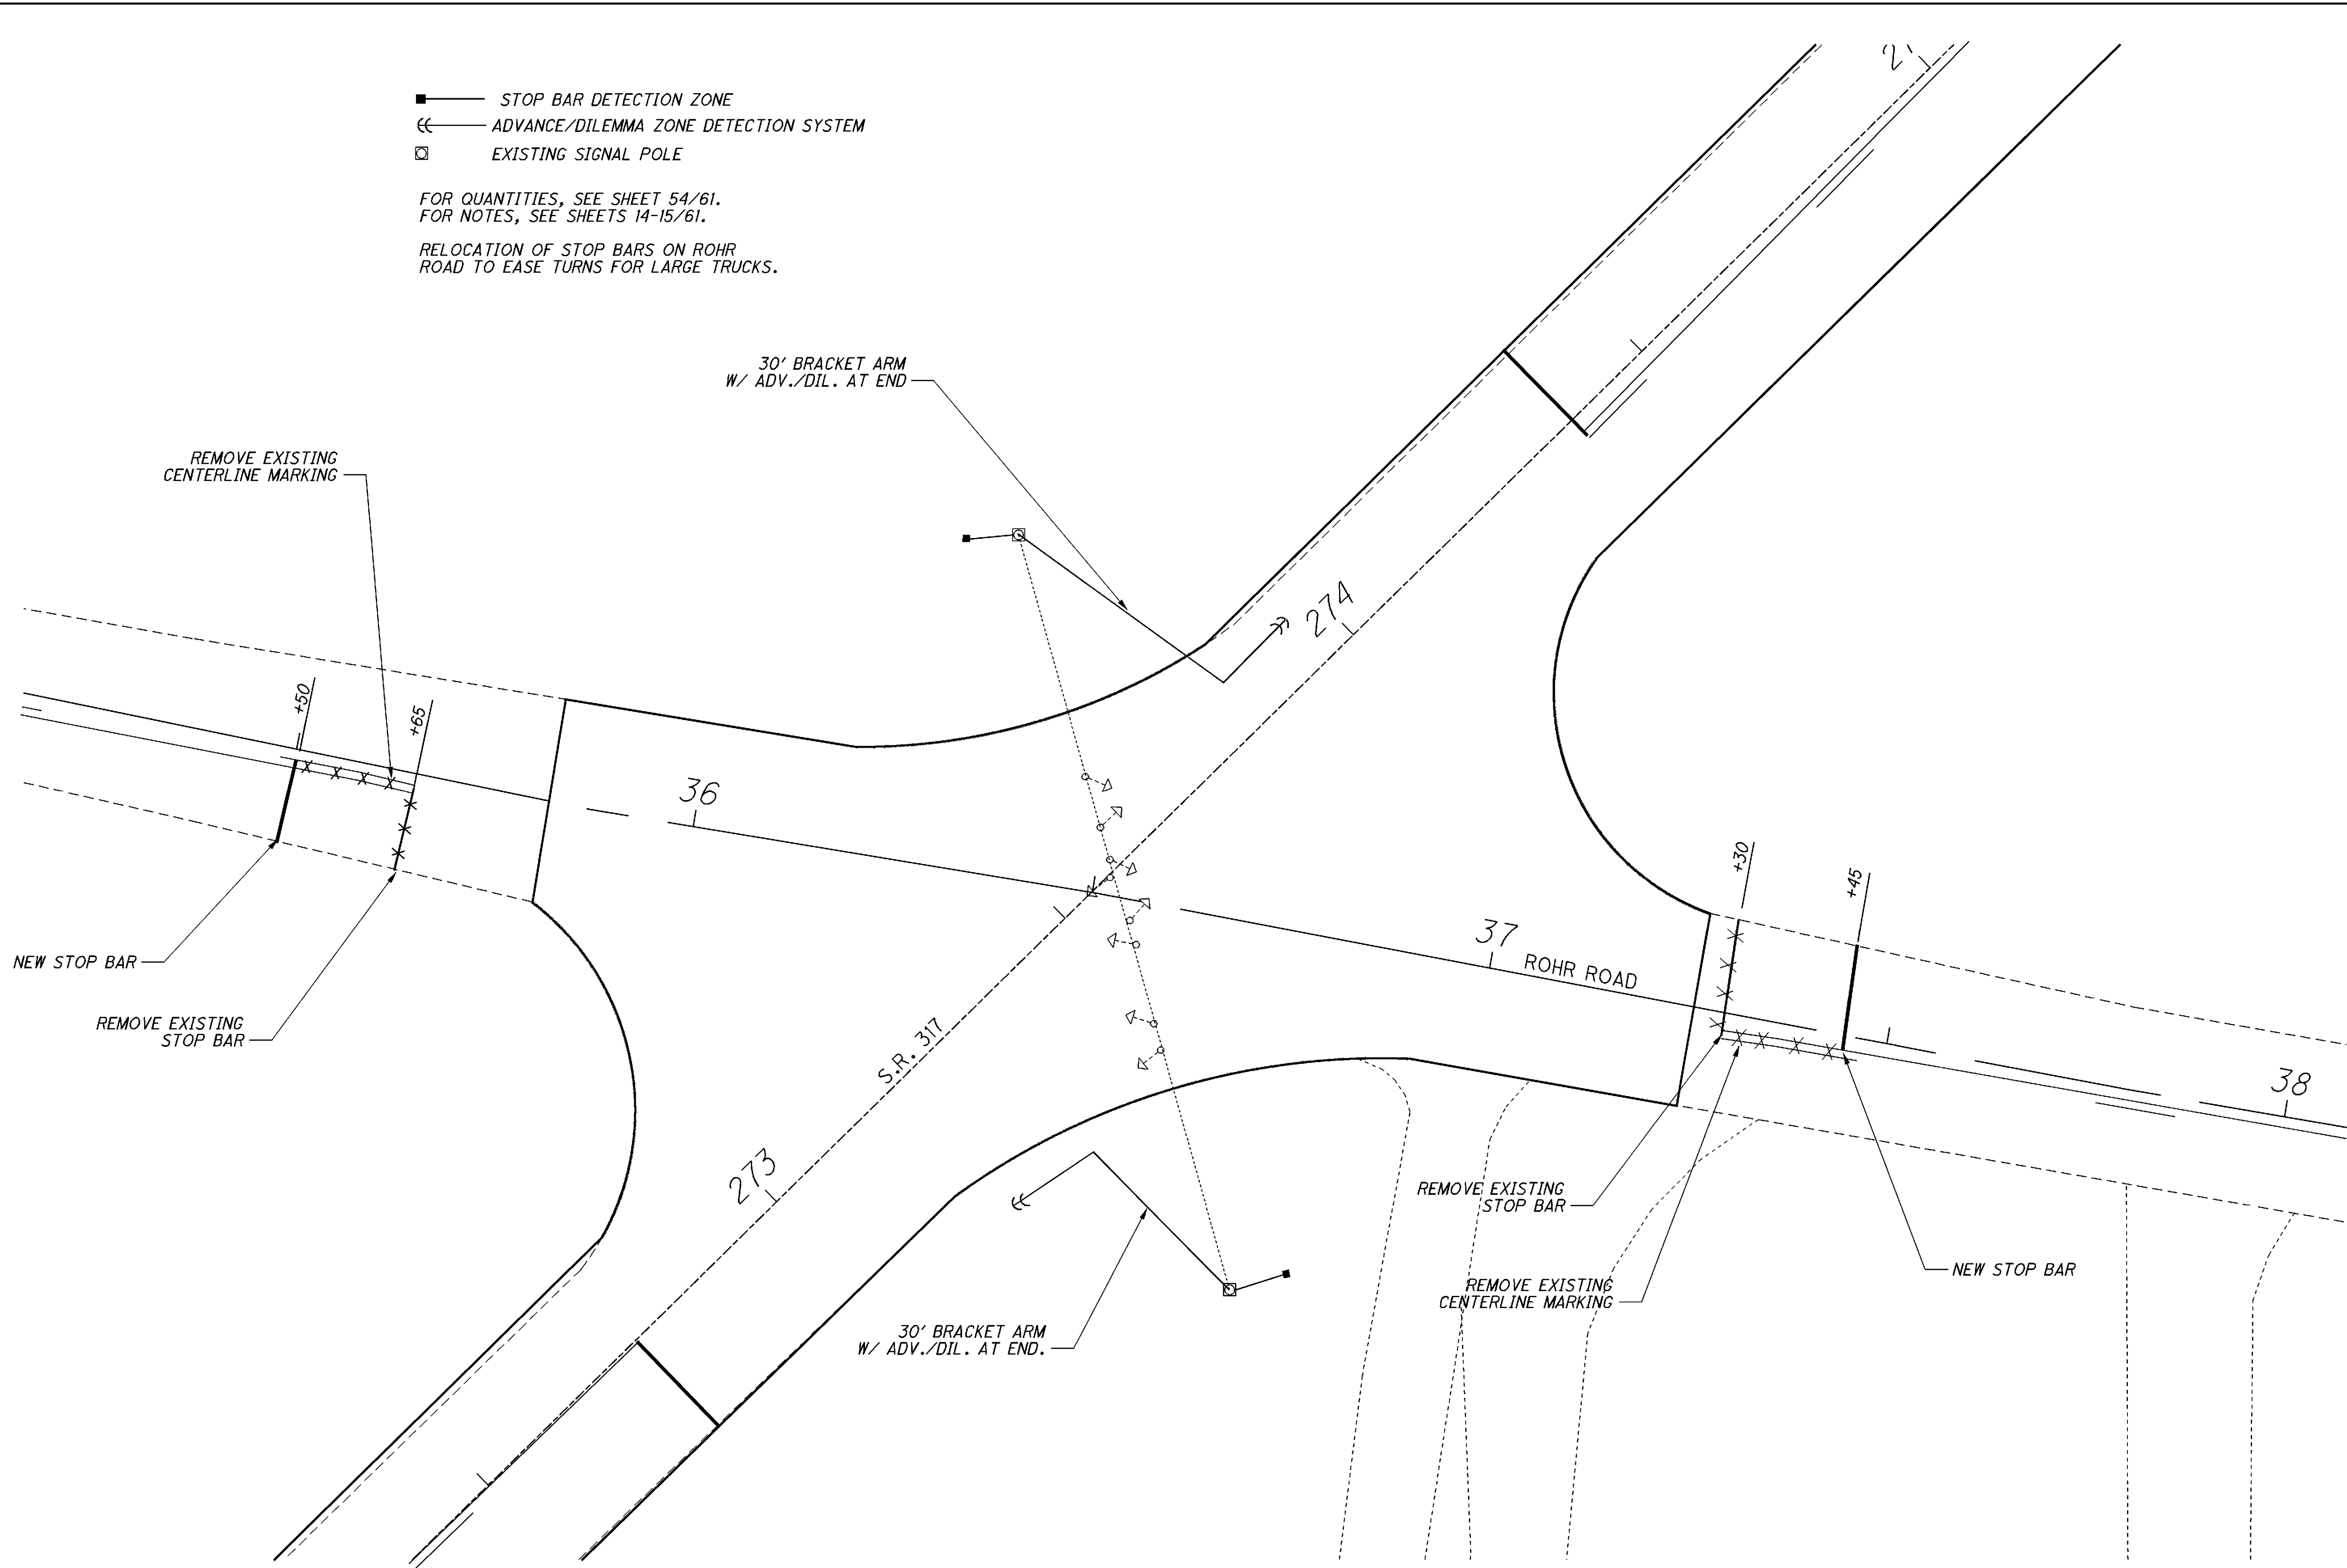 STOP BAR DETECTION ZONE
ADVANCE/DILEMMA ZONE DETECTION SYSTEM
EXISTING SIGNAL POLE
FOR QUANTITIES, SEE SHEET 54/61.
FOR NOTES, SEE SHEETS 14-15/61.
RELOCATION OF STOP BARS ON ROHR
ROAD TO EASE TURNS FOR LARGE TRUCKS.
30' BRACKET ARM
W/ ADV./DIL. AT END
REMOVE EXISTING
CENTERLINE MARKING
274
+50
+65
36
+30
+45
37
ROHR ROAD
NEW STOP BAR
REMOVE EXISTING
STOP BAR
S.R. 317
38
273
REMOVE EXISTING
STOP BAR
NEW STOP BAR
REMOVE EXISTING
CENTERLINE MARKING
30' BRACKET ARM
W/ ADV./DIL. AT END.